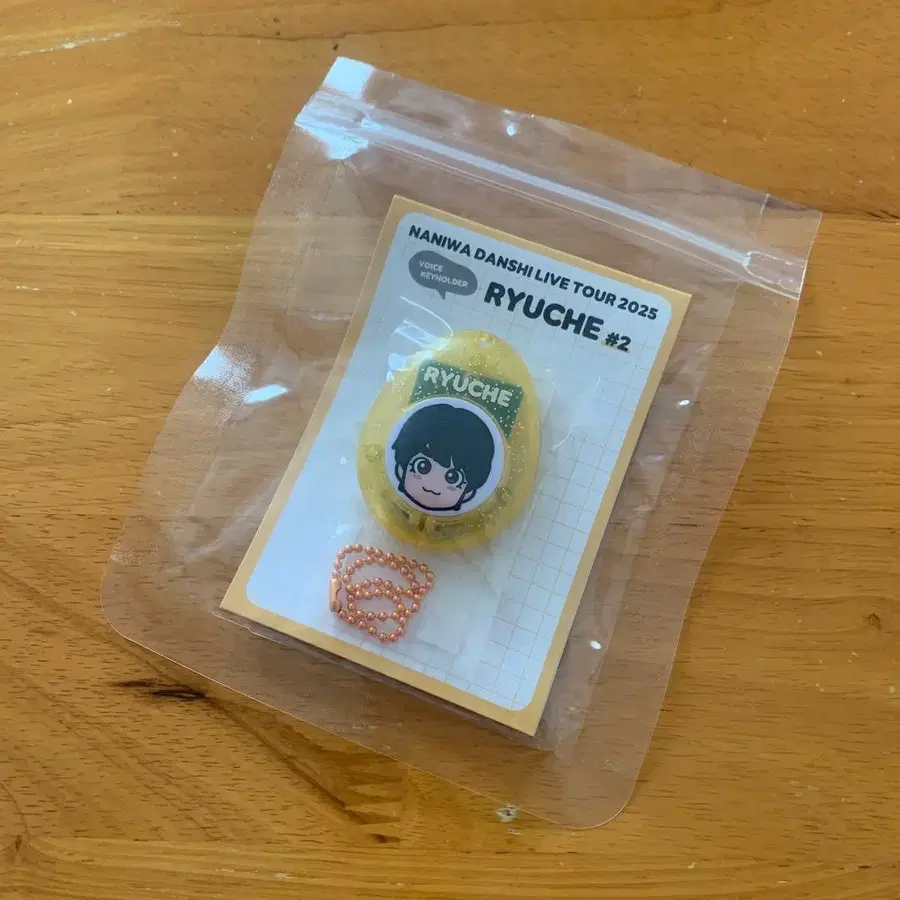 NANIWA DANSHI LIVE TOUR 2025
VOICE
KEYHOLDER
RYUCHE #2
RYUCHE